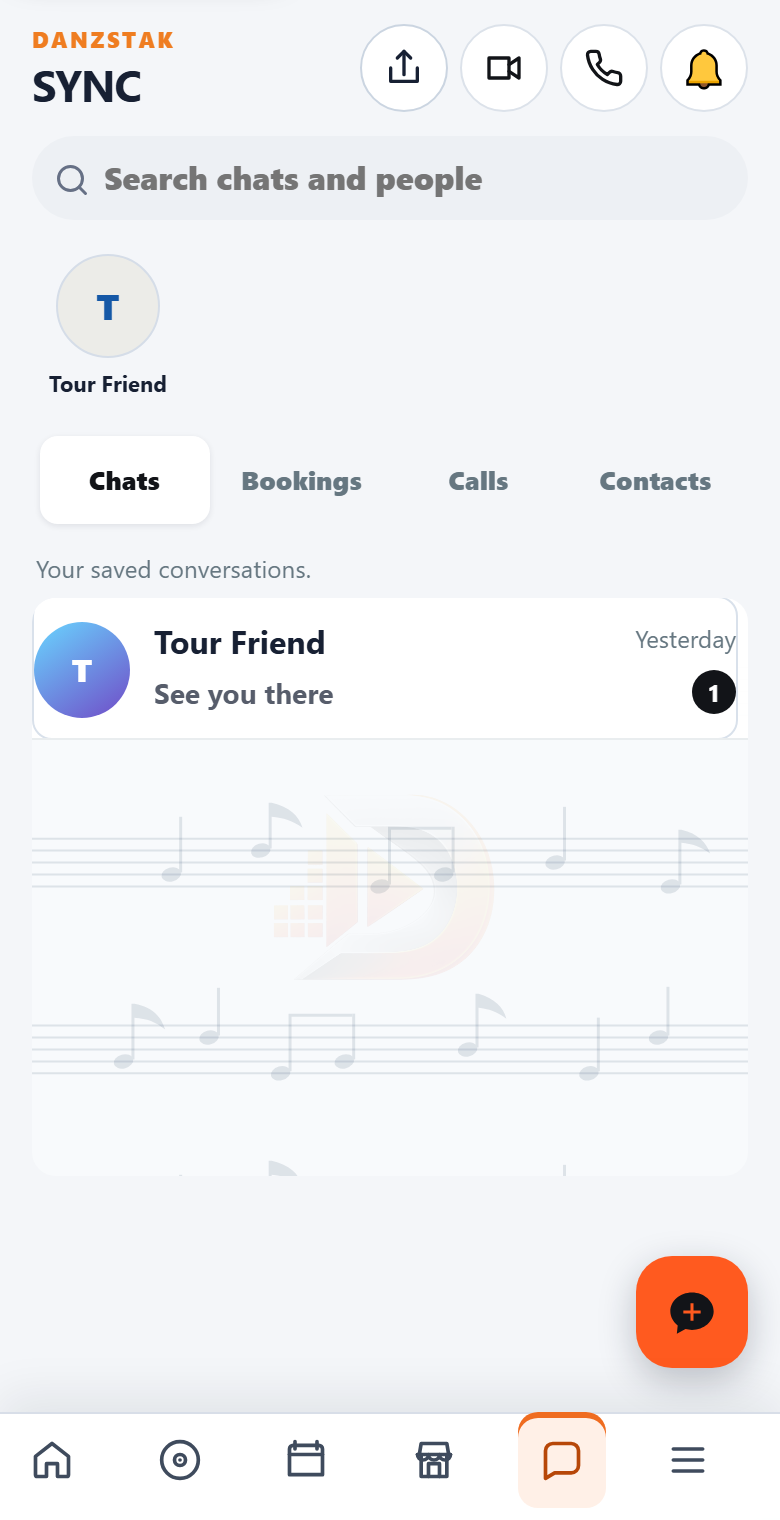 DANZSTAK
SYNC
Search chats and people
T
Tour Friend
Chats Bookings Calls Contacts
Your saved conversations.
T
Tour Friend Yesterday
See you there 1